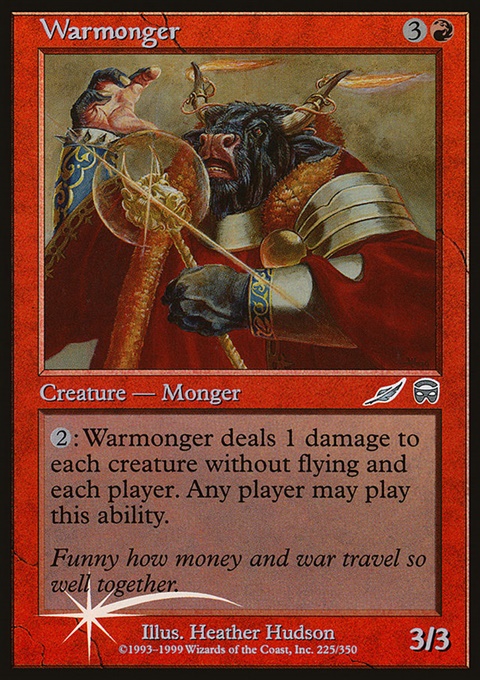 Warmonger 3
Creature — Monger
2: Warmonger deals 1 damage to
each creature without flying and
each player. Any player may play
this ability.
Funny how money and war travel so
well together.
Illus. Heather Hudson
3/3
©1993–1999 Wizards of the Coast, Inc. 225/350